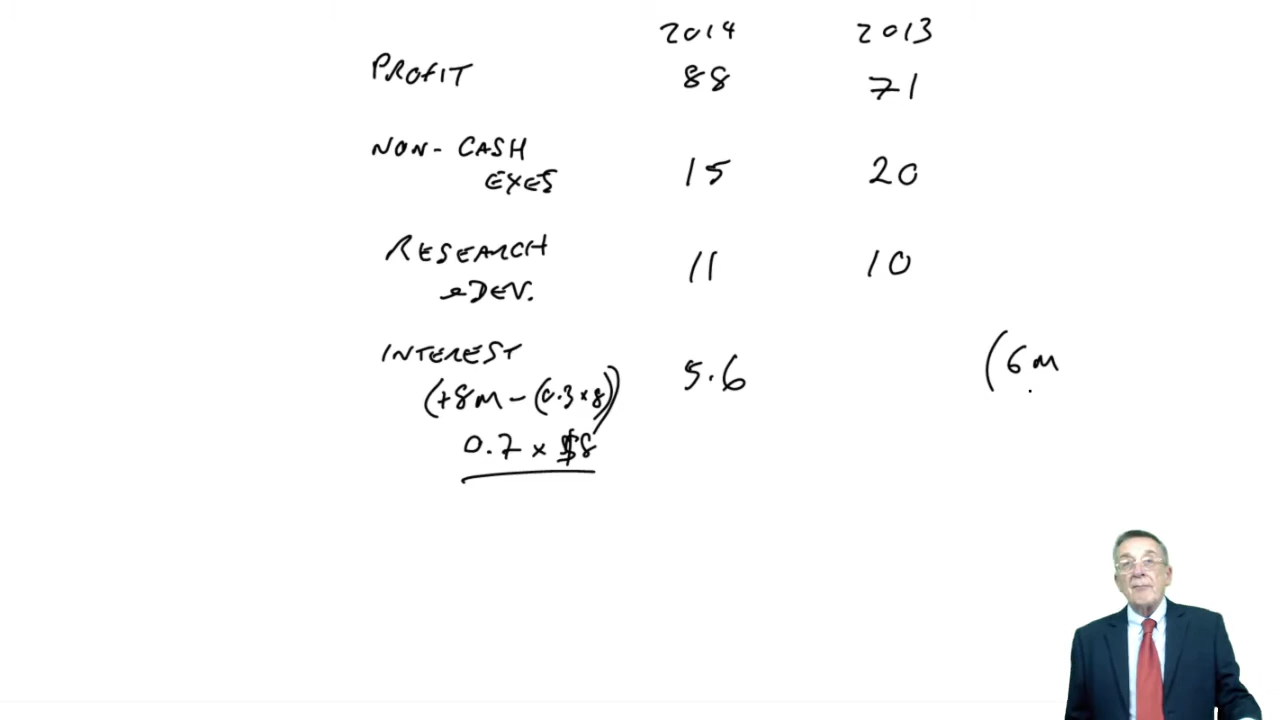 2014 2013
PROFIT 88 71
NON-CASH
EXES 15 20
RESEARCH
& DEV. 11 10
INTEREST 5.6 (6M
(+8M - (0.3 × 8))
0.7 × $8